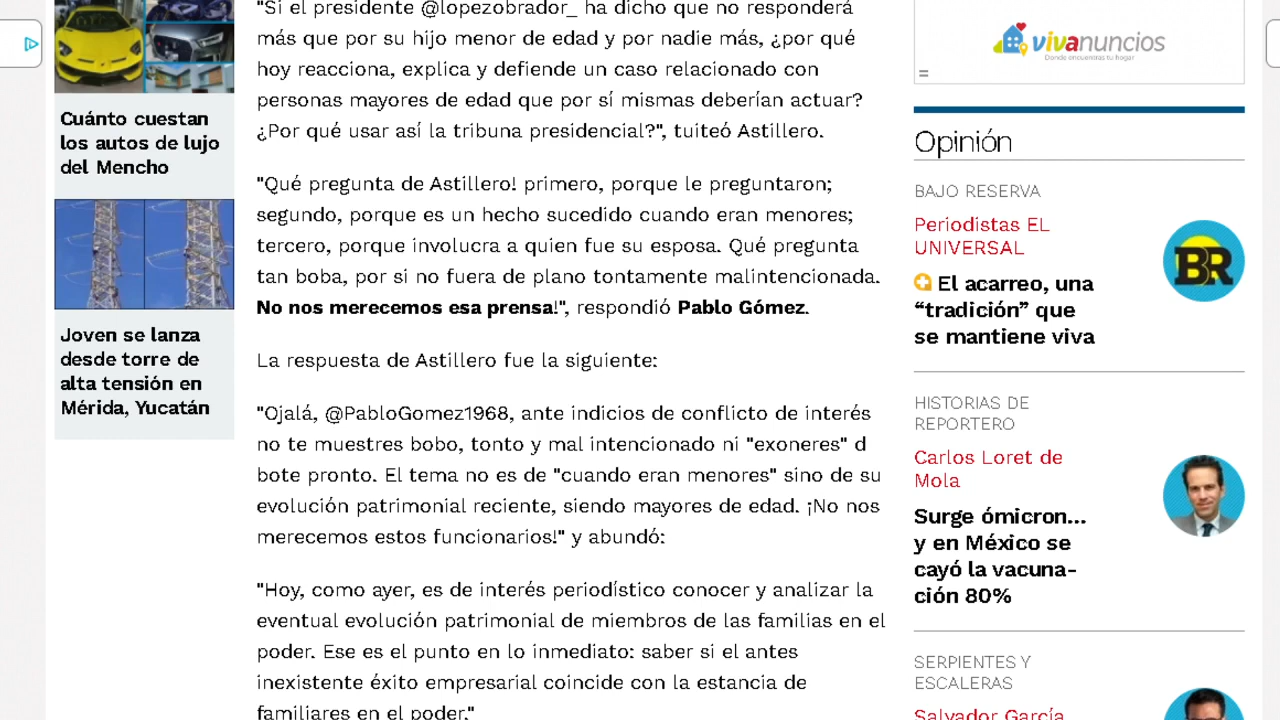 Cuánto cuestan
los autos de lujo
del Mencho
Joven se lanza
desde torre de
alta tensión en
Mérida, Yucatán
"Si el presidente @lopezobrador_ ha dicho que no responderá
más que por su hijo menor de edad y por nadie más, ¿por qué
hoy reacciona, explica y defiende un caso relacionado con
personas mayores de edad que por sí mismas deberían actuar?
¿Por qué usar así la tribuna presidencial?", tuiteó Astillero.
"Qué pregunta de Astillero! primero, porque le preguntaron;
segundo, porque es un hecho sucedido cuando eran menores;
tercero, porque involucra a quien fue su esposa. Qué pregunta
tan boba, por si no fuera de plano tontamente malintencionada.
No nos merecemos esa prensa!", respondió Pablo Gómez.
La respuesta de Astillero fue la siguiente:
"Ojalá, @PabloGomez1968, ante indicios de conflicto de interés
no te muestres bobo, tonto y mal intencionado ni "exoneres" d
bote pronto. El tema no es de "cuando eran menores" sino de su
evolución patrimonial reciente, siendo mayores de edad. ¡No nos
merecemos estos funcionarios!" y abundó:
"Hoy, como ayer, es de interés periodístico conocer y analizar la
eventual evolución patrimonial de miembros de las familias en el
poder. Ese es el punto en lo inmediato: saber si el antes
inexistente éxito empresarial coincide con la estancia de
familiares en el poder."
vivanuncios
Donde encuentras tu hogar
Opinión
BAJO RESERVA
Periodistas EL
UNIVERSAL
El acarreo, una
“tradición” que
se mantiene viva
BR
HISTORIAS DE
REPORTERO
Carlos Loret de
Mola
Surge ómicron...
y en México se
cayó la vacuna-
ción 80%
SERPIENTES Y
ESCALERAS
Salvador García